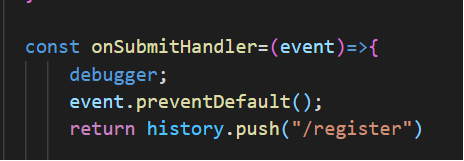 const onSubmitHandler=(event)=>{
debugger;
event.preventDefault();
return history.push("/register")